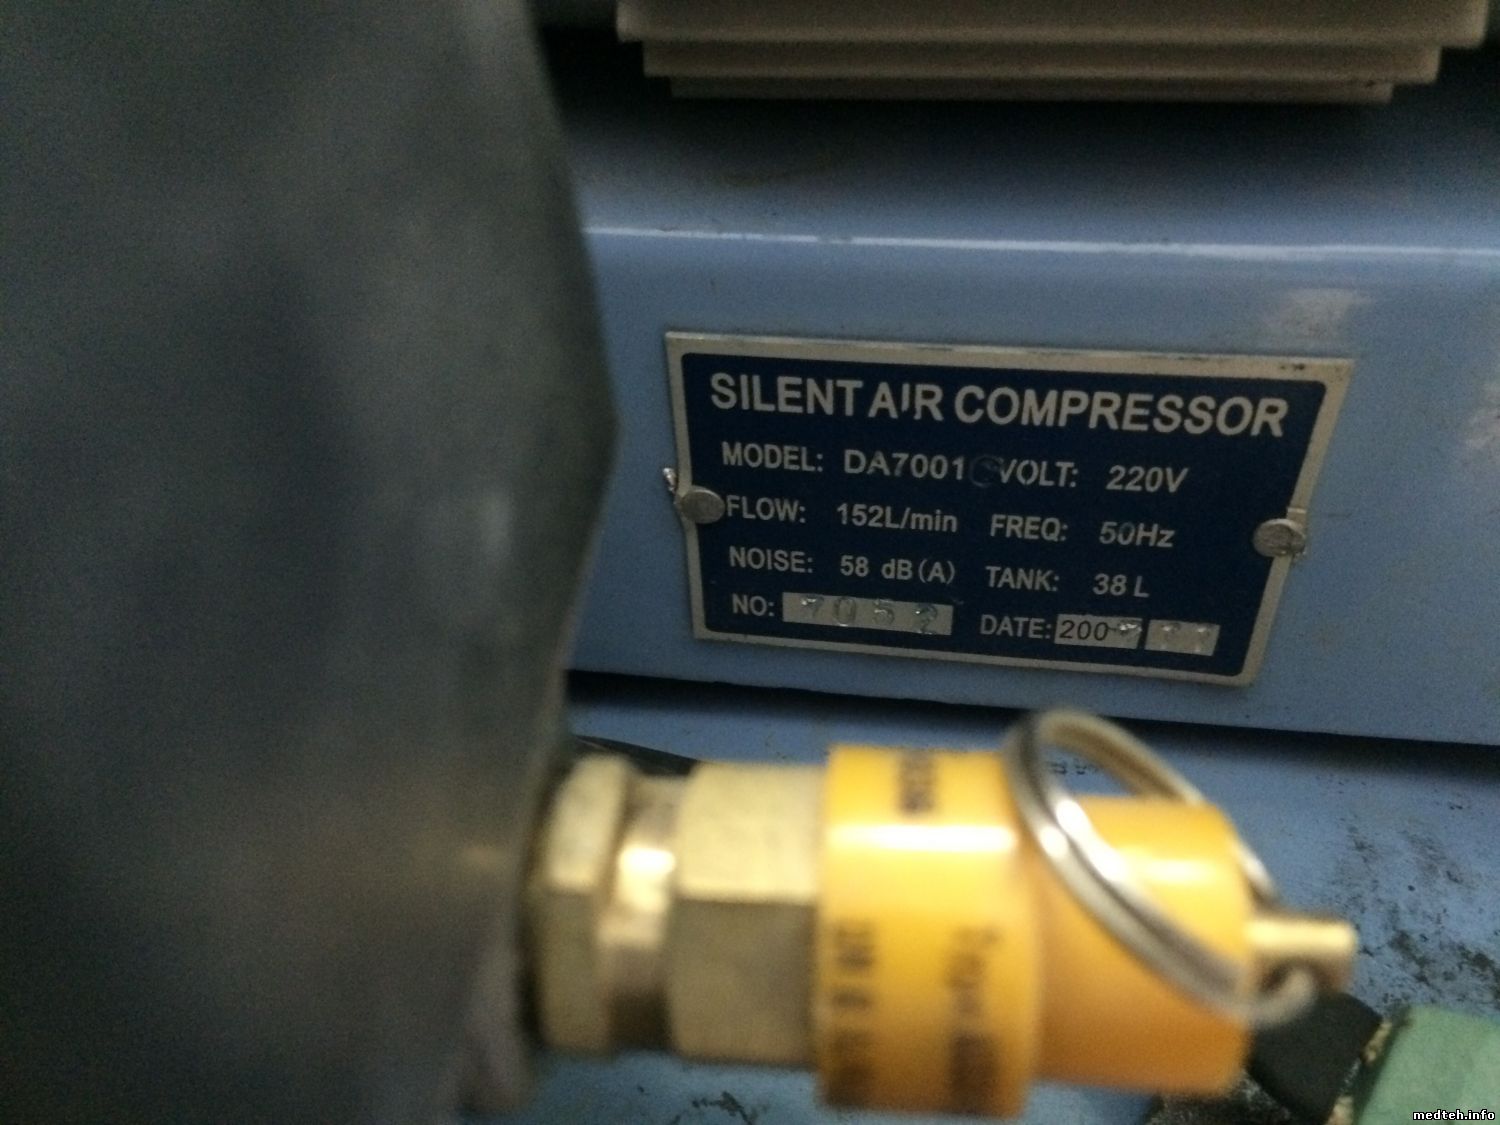 SILENT AIR COMPRESSOR
MODEL: DA7001 VOLT: 220V
FLOW: 152L/min FREQ: 50Hz
NOISE: 58 dB(A) TANK: 38 L
NO: 7052 DATE: 200
medteh.info